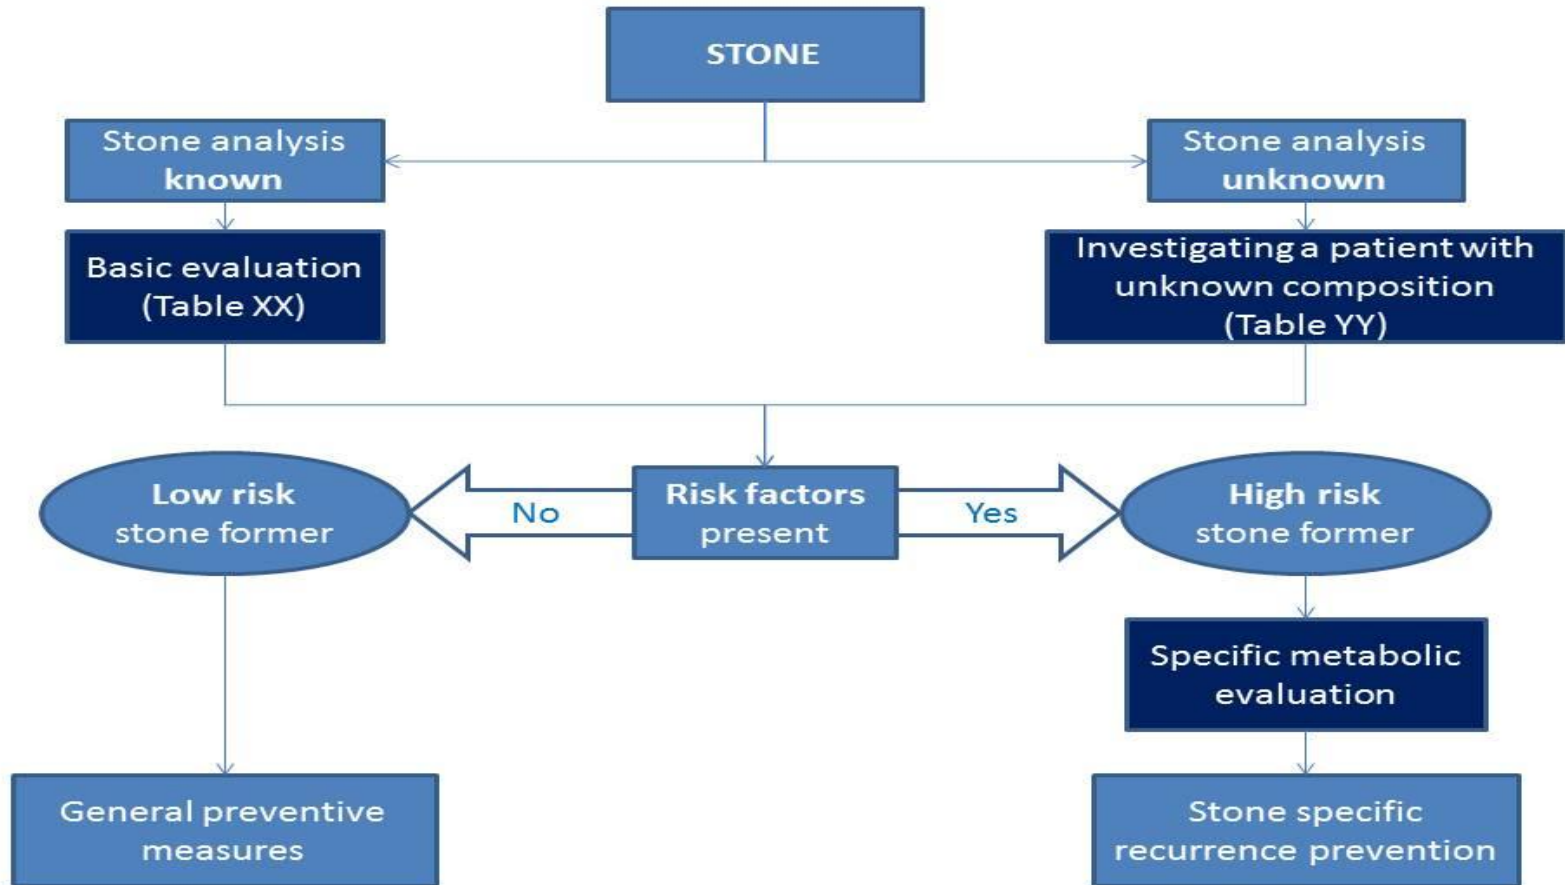 STONE
Stone analysis
known
Stone analysis
unknown
Basic evaluation
(Table XX)
Investigating a patient with
unknown composition
(Table YY)
Low risk
stone former
No
Risk factors
present
Yes
High risk
stone former
Specific metabolic
evaluation
General preventive
measures
Stone specific
recurrence prevention